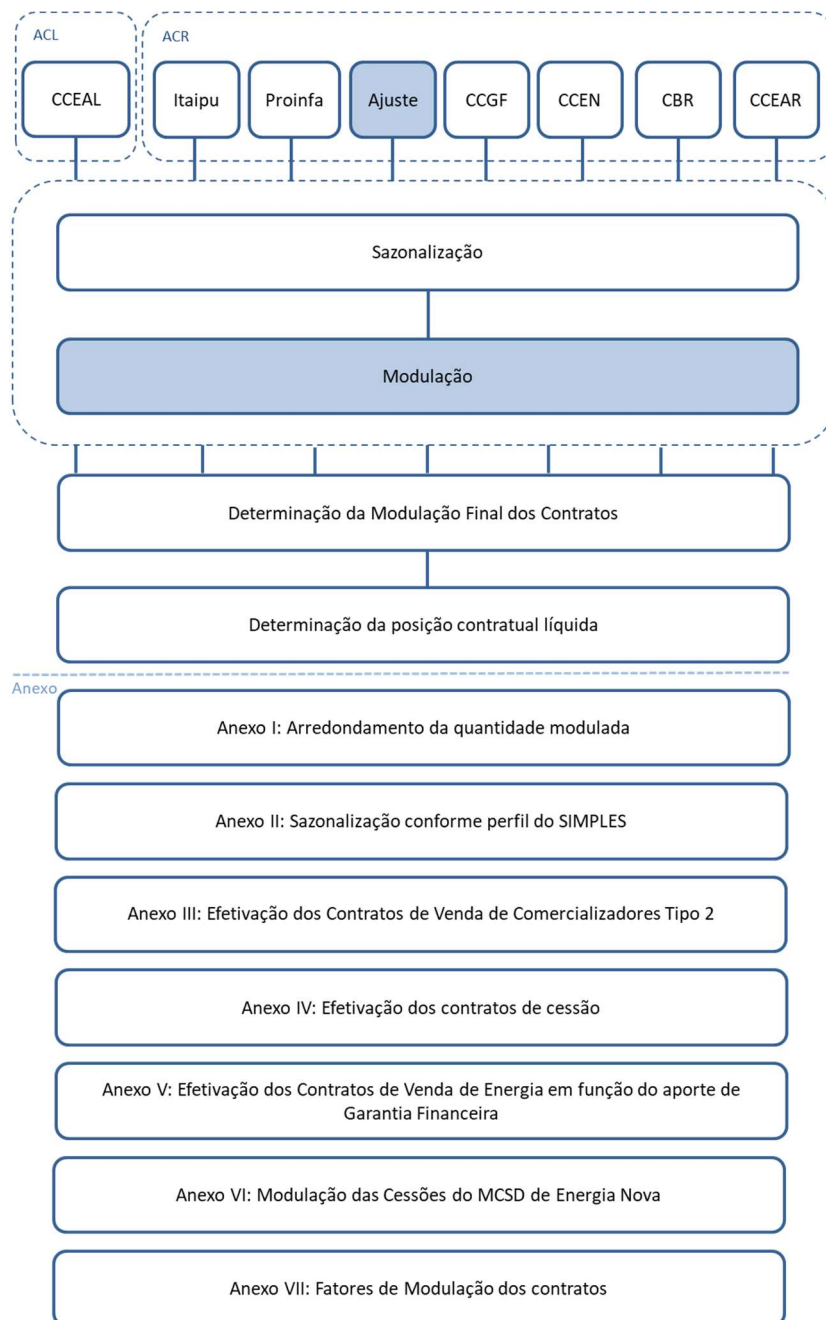 ACL
ACR
CCEAL
Itaipu
Proinfa
Ajuste
CCGF
CCEN
CBR
CCEAR
Sazonalização
Modulação
Determinação da Modulação Final dos Contratos
Determinação da posição contratual líquida
Anexo
Anexo I: Arredondamento da quantidade modulada
Anexo II: Sazonalização conforme perfil do SIMPLES
Anexo III: Efetivação dos Contratos de Venda de Comercializadores Tipo 2
Anexo IV: Efetivação dos contratos de cessão
Anexo V: Efetivação dos Contratos de Venda de Energia em função do aporte de
Garantia Financeira
Anexo VI: Modulação das Cessões do MCSD de Energia Nova
Anexo VII: Fatores de Modulação dos contratos